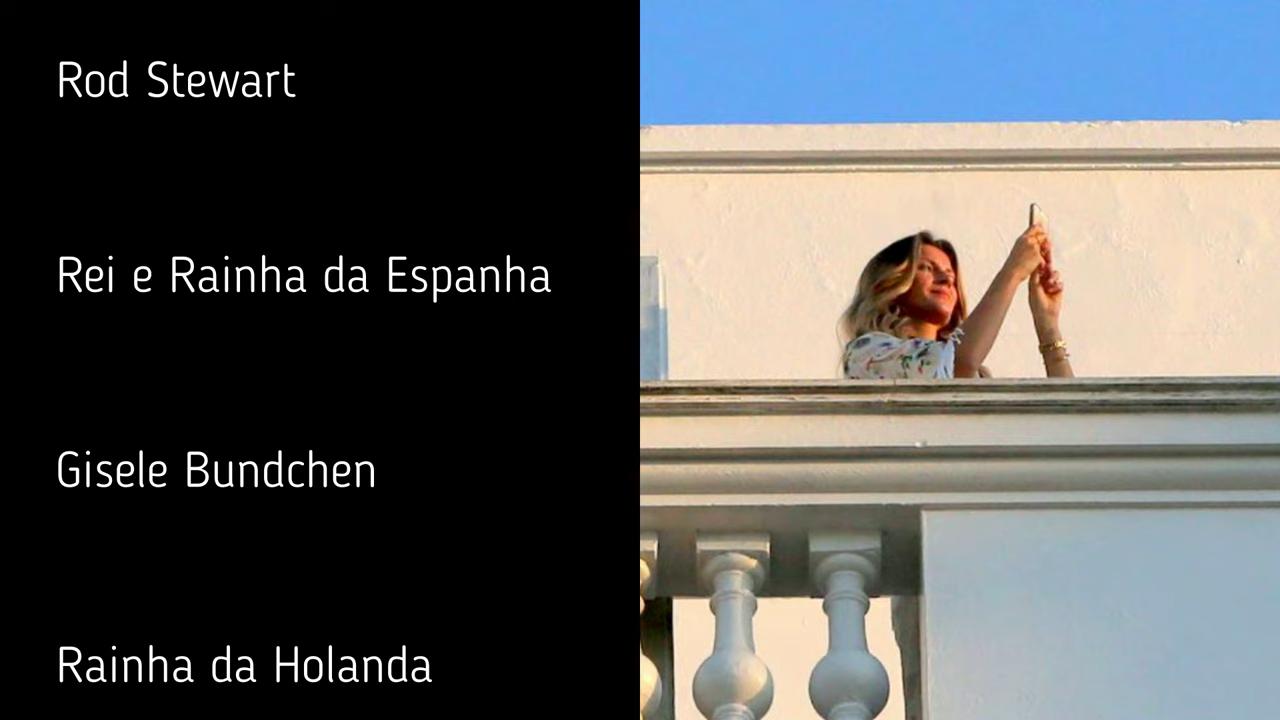 Rod Stewart
Rei e Rainha da Espanha
Gisele Bundchen
Rainha da Holanda